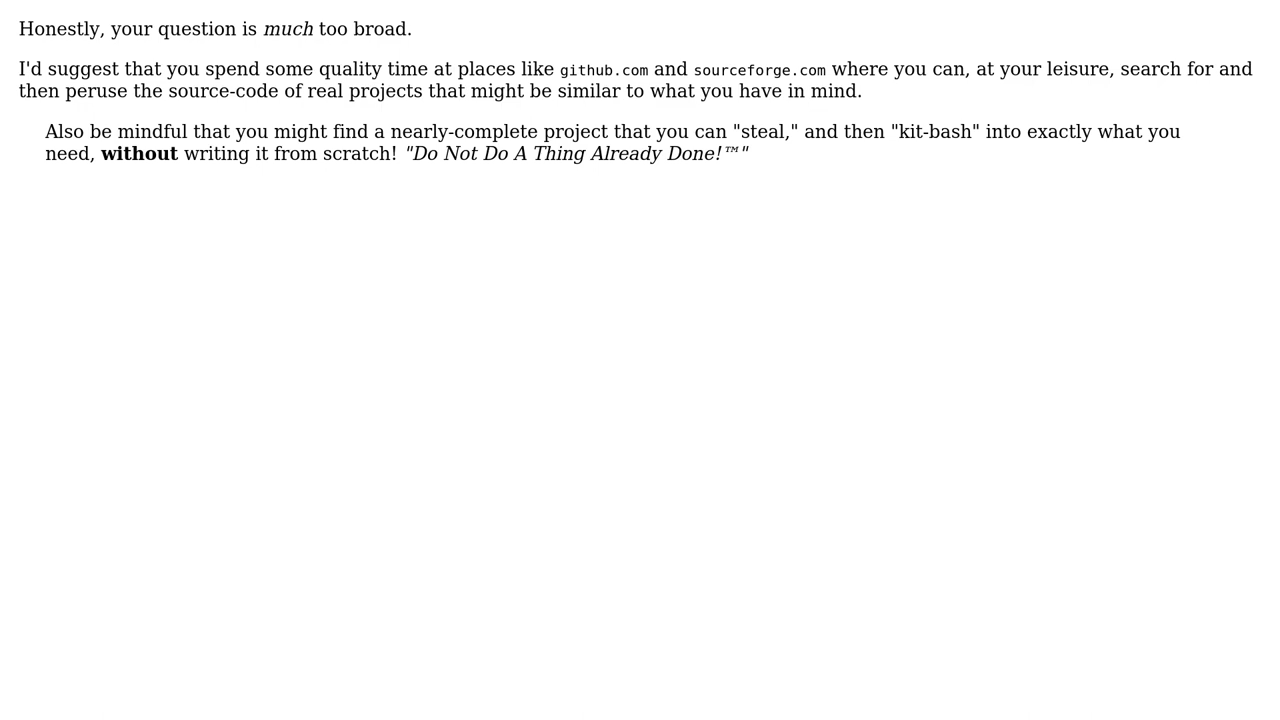 Honestly, your question is much too broad.
I'd suggest that you spend some quality time at places like github.com and sourceforge.com where you can, at your leisure, search for and
then peruse the source-code of real projects that might be similar to what you have in mind.
Also be mindful that you might find a nearly-complete project that you can "steal," and then "kit-bash" into exactly what you
need, without writing it from scratch! "Do Not Do A Thing Already Done!™"